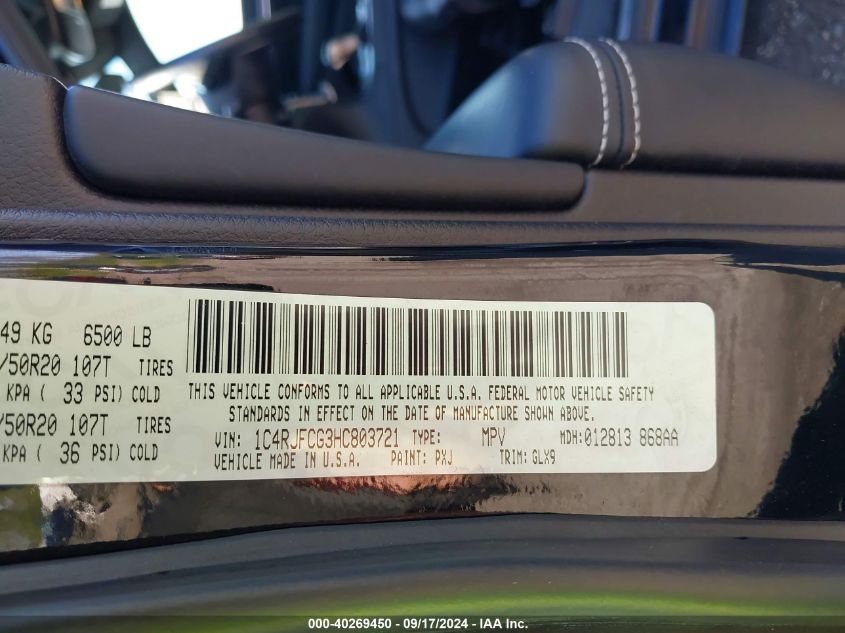 49 KG 6500 LB
/50R20 107T TIRES
KPA ( 33 PSI) COLD
/50R20 107T TIRES
KPA ( 36 PSI) COLD
THIS VEHICLE CONFORMS TO ALL APPLICABLE U.S.A. FEDERAL MOTOR VEHICLE SAFETY
STANDARDS IN EFFECT ON THE DATE OF MANUFACTURE SHOWN ABOVE.
VIN: 1C4RJFCG3HC803721 TYPE: MPV MDH: 012813 868AA
VEHICLE MADE IN U.S.A. PAINT: PXJ TRIM: GLX9
000-40269450 - 09/17/2024 - IAA Inc.